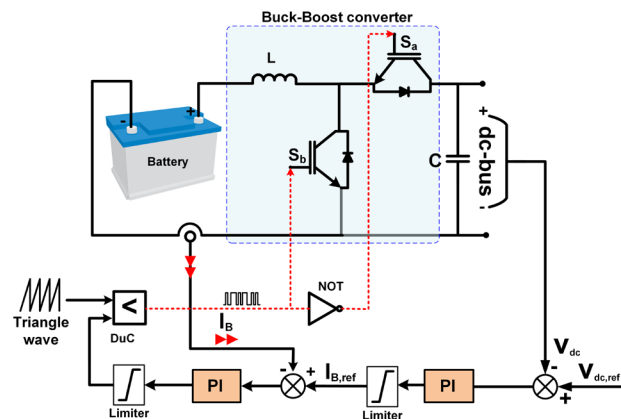 Buck-Boost converter
Sa
L
- +
Battery
Sb
C
+
dc-bus
-
NOT
Triangle
wave
<
DuC
IB
Vdc
- +
IB,ref
-
Vdc,ref
+
PI
PI
PI
Limiter
Limiter